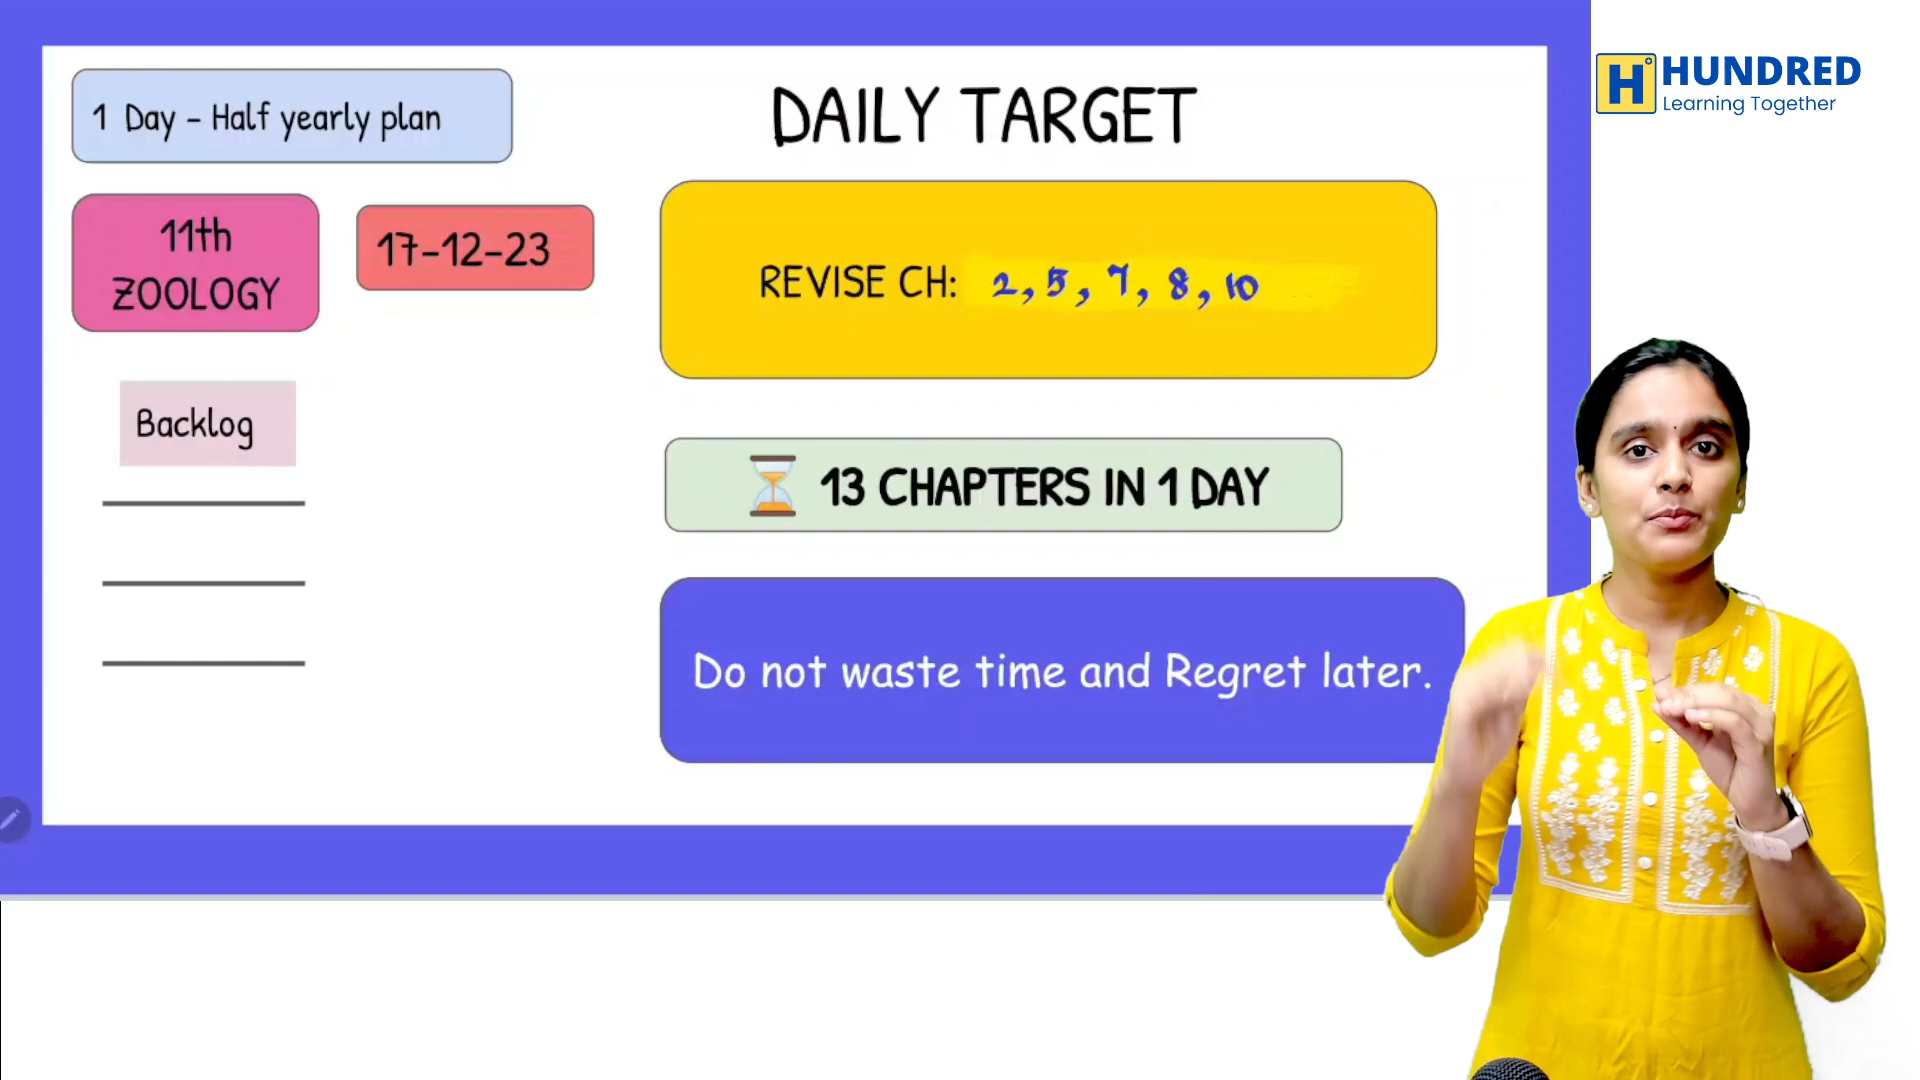 1 Day - Half yearly plan
DAILY TARGET
HUNDRED
Learning Together
11th
ZOOLOGY
17-12-23
REVISE CH: 2, 5, 7, 8, 10
Backlog
13 CHAPTERS IN 1 DAY
Do not waste time and Regret later.